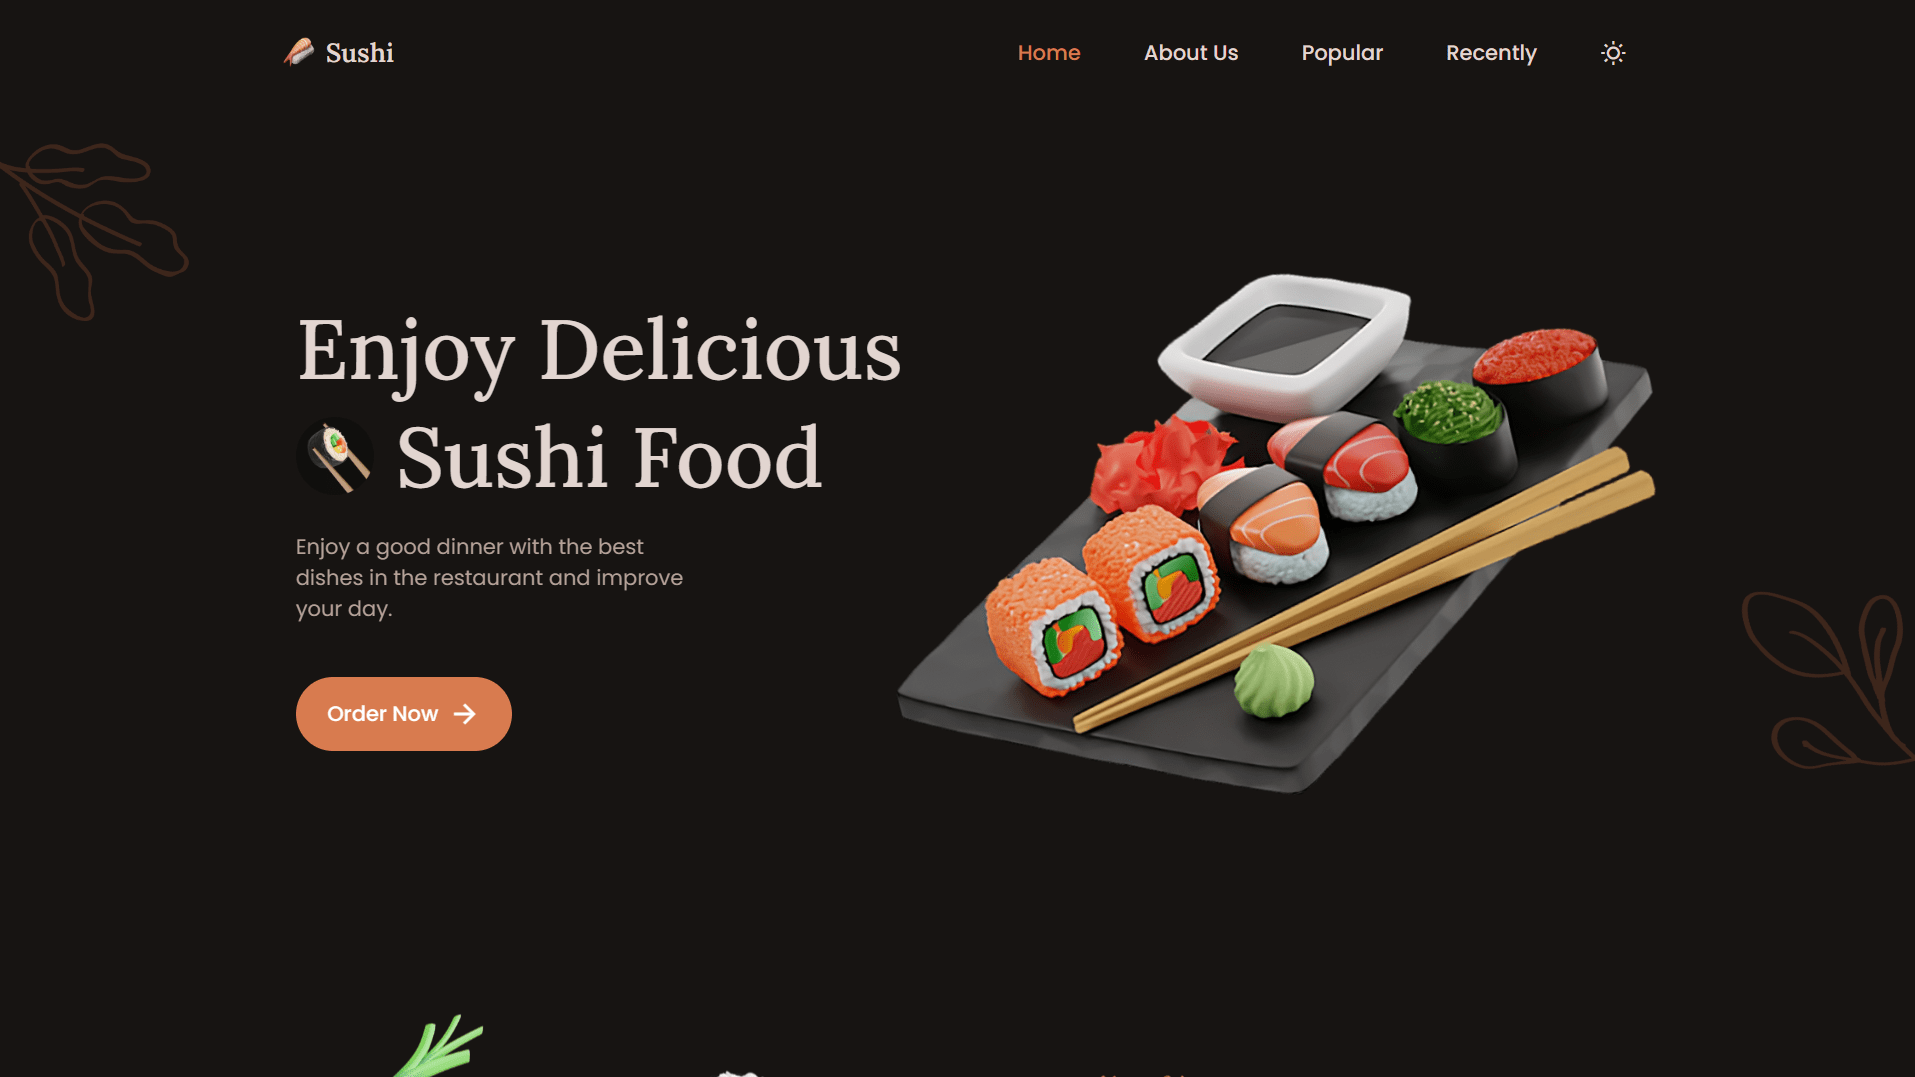 Sushi
Home
About Us
Popular
Recently
Enjoy Delicious
Sushi Food
Enjoy a good dinner with the best
dishes in the restaurant and improve
your day.
Order Now